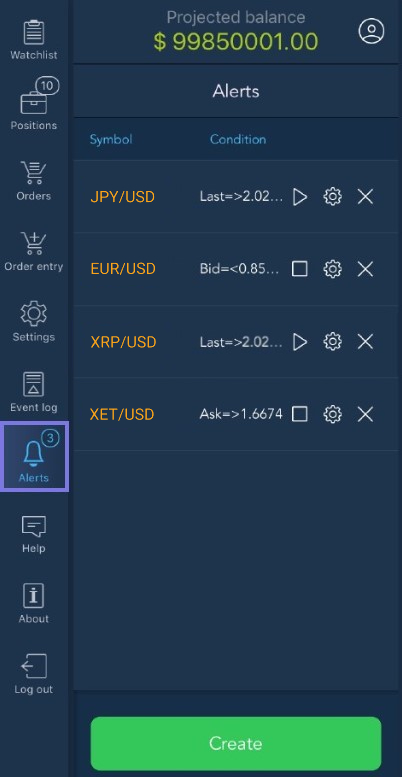 Projected balance
$ 99850001.00
Watchlist
10
Positions
Orders
Order entry
Settings
Event log
3
Alerts
Help
About
Log out
Alerts
Symbol Condition
JPY/USD Last=>2.02...
EUR/USD Bid=<0.85...
XRP/USD Last=>2.02...
XET/USD Ask=>1.6674
Create